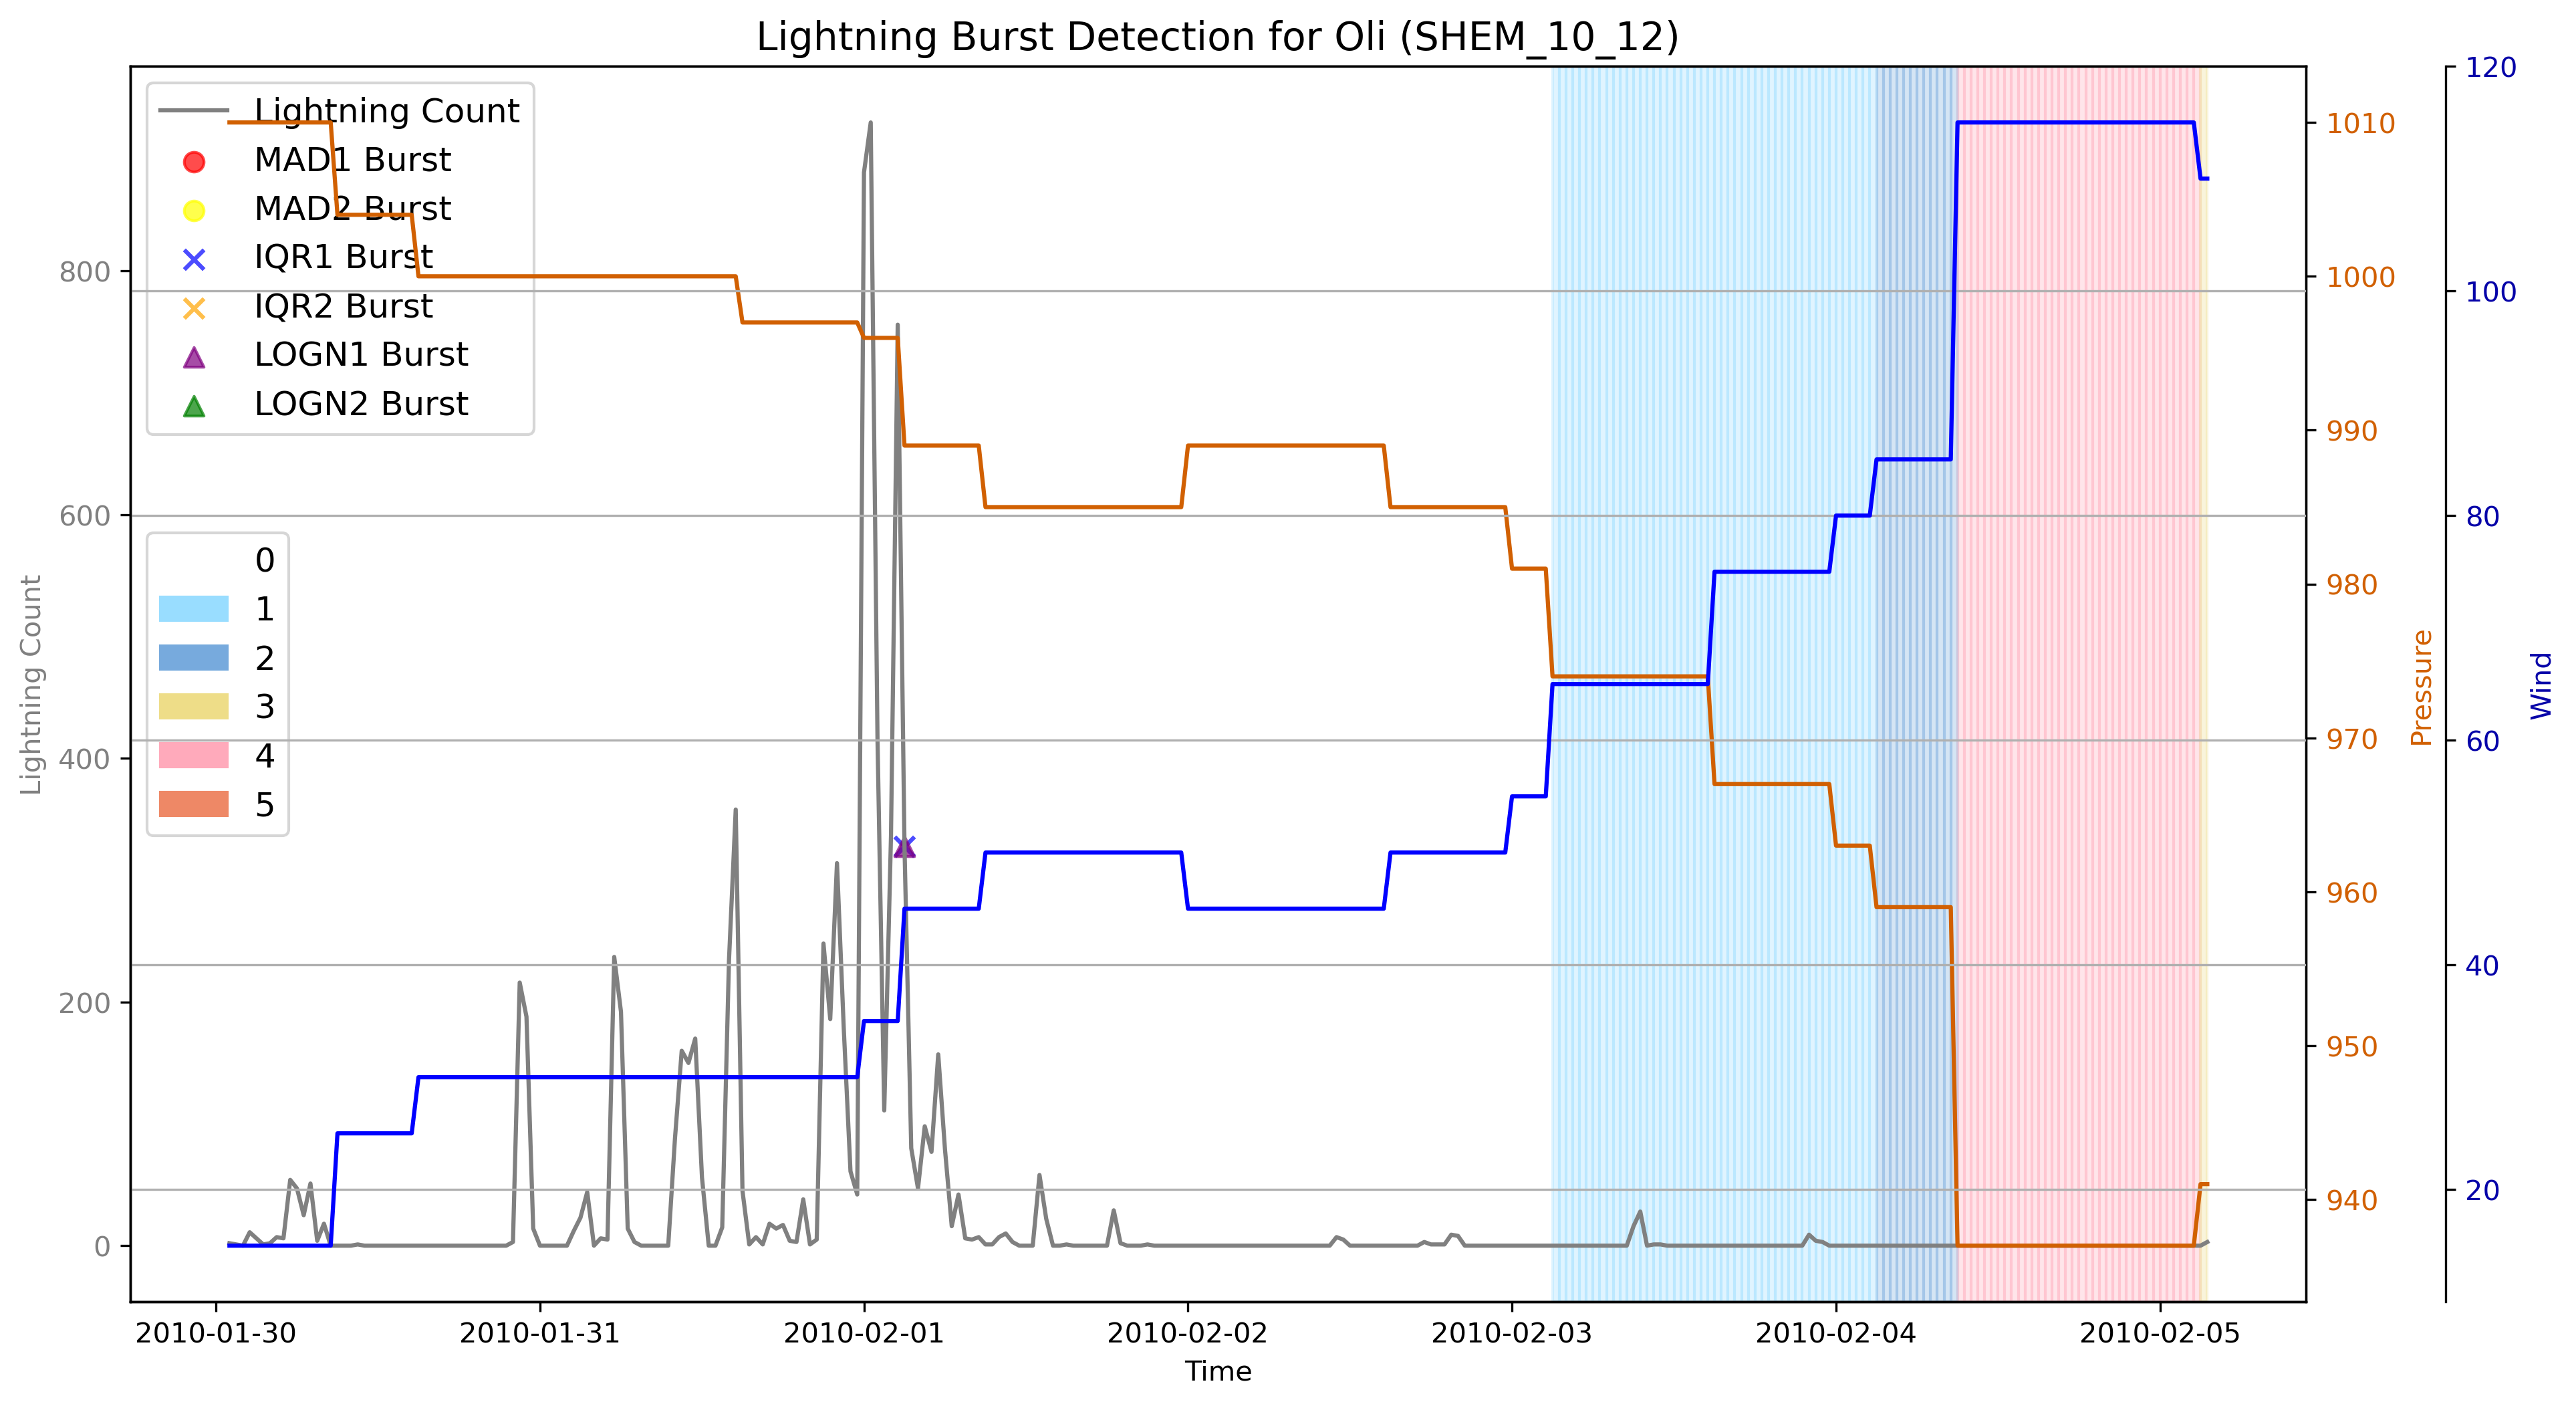 Lightning Burst Detection for Oli (SHEM_10_12)
Lightning Count
MAD1 Burst
MAD2 Burst
IQR1 Burst
IQR2 Burst
LOGN1 Burst
LOGN2 Burst
0
1
2
3
4
5
Lightning Count
800
600
400
200
0
2010-01-30
2010-01-31
2010-02-01
2010-02-02
2010-02-03
2010-02-04
2010-02-05
Time
1010
1000
990
980
970
960
950
940
Pressure
120
100
80
60
40
20
Wind